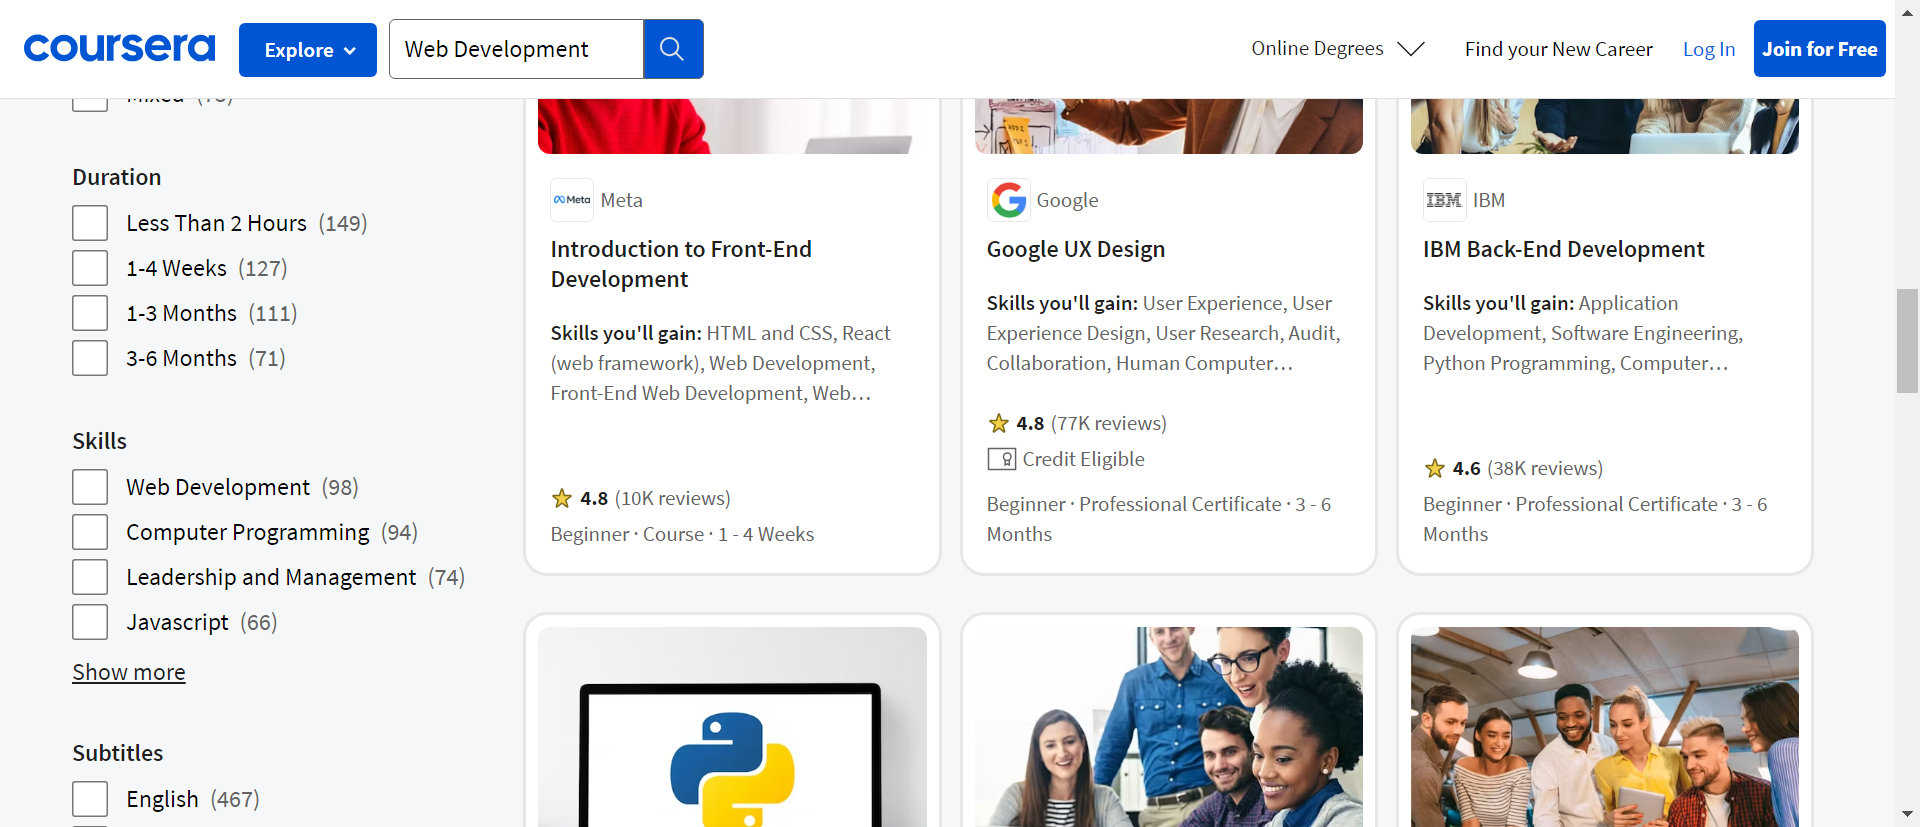 coursera
Explore
Web Development
Online Degrees
Find your New Career
Log In
Join for Free
Duration
Less Than 2 Hours (149)
1-4 Weeks (127)
1-3 Months (111)
3-6 Months (71)
Skills
Web Development (98)
Computer Programming (94)
Leadership and Management (74)
Javascript (66)
Show more
Subtitles
English (467)
Meta Meta
Introduction to Front-End
Development
Skills you'll gain: HTML and CSS, React
(web framework), Web Development,
Front-End Web Development, Web...
4.8 (10K reviews)
Beginner · Course · 1 - 4 Weeks
G Google
Google UX Design
Skills you'll gain: User Experience, User
Experience Design, User Research, Audit,
Collaboration, Human Computer...
4.8 (77K reviews)
Credit Eligible
Beginner · Professional Certificate · 3 - 6
Months
IBM IBM
IBM Back-End Development
Skills you'll gain: Application
Development, Software Engineering,
Python Programming, Computer...
4.6 (38K reviews)
Beginner · Professional Certificate · 3 - 6
Months